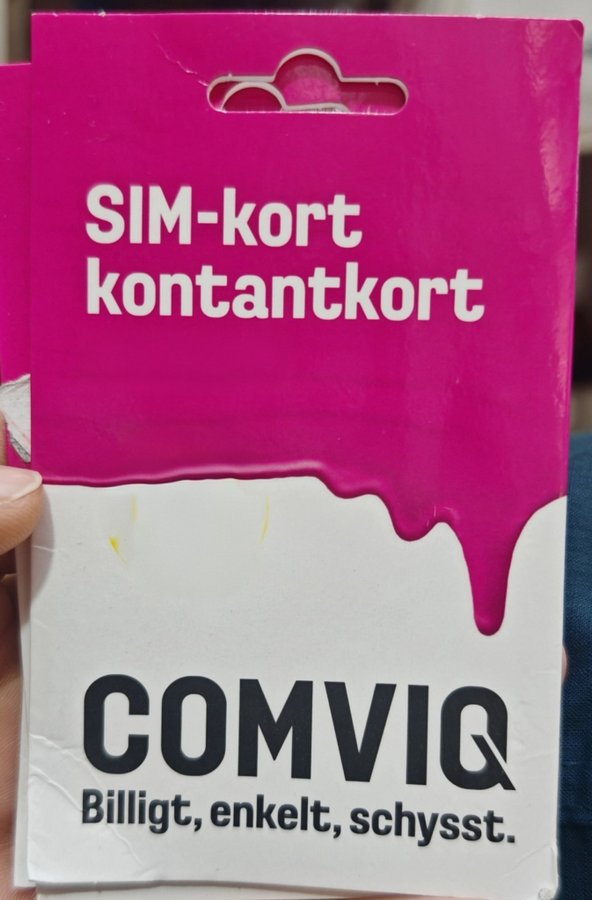 SIM-kort
kontantkort
COMVIQ
Billigt, enkelt, schysst.